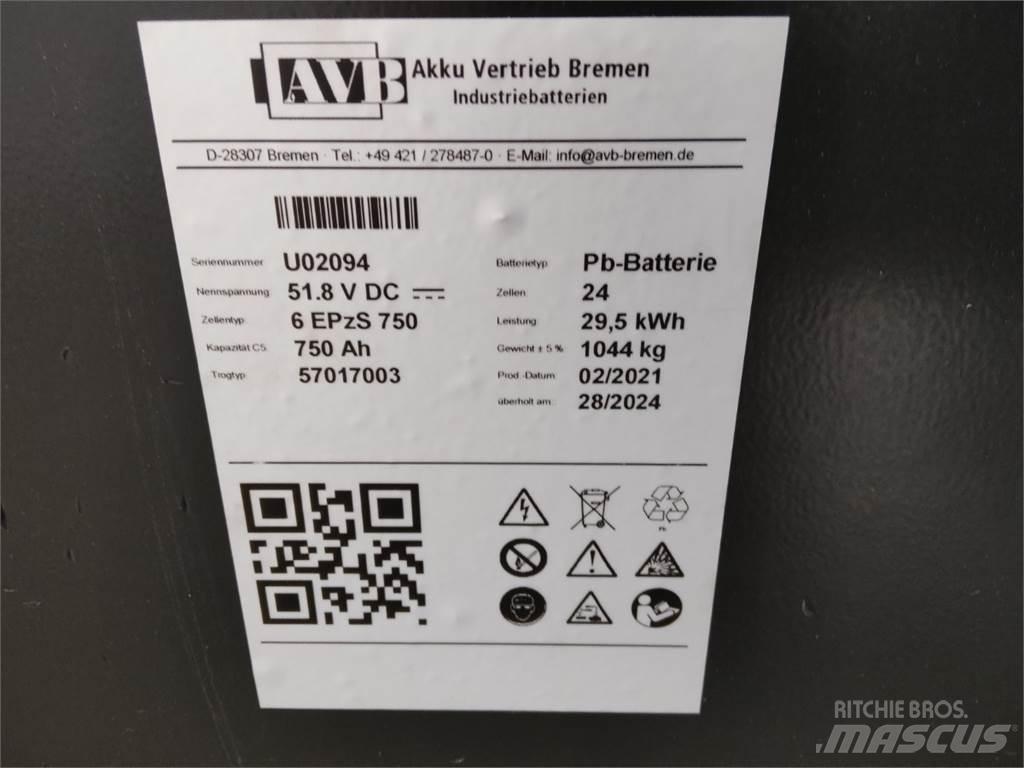 AVB
Akku Vertrieb Bremen
Industriebatterien
D-28307 Bremen · Tel.: +49 421 / 278487-0 · E-Mail: info@avb-bremen.de
Seriennummer U02094 Batterietyp Pb-Batterie
Nennspannung 51.8 V DC Zellen 24
Zellentyp 6 EPzS 750 Leistung 29,5 kWh
Kapazität C5 750 Ah Gewicht ± 5 % 1044 kg
Trogtyp 57017003 Prod.-Datum 02/2021
überholt am: 28/2024
Pb
RITCHIE BROS.
MASCUS